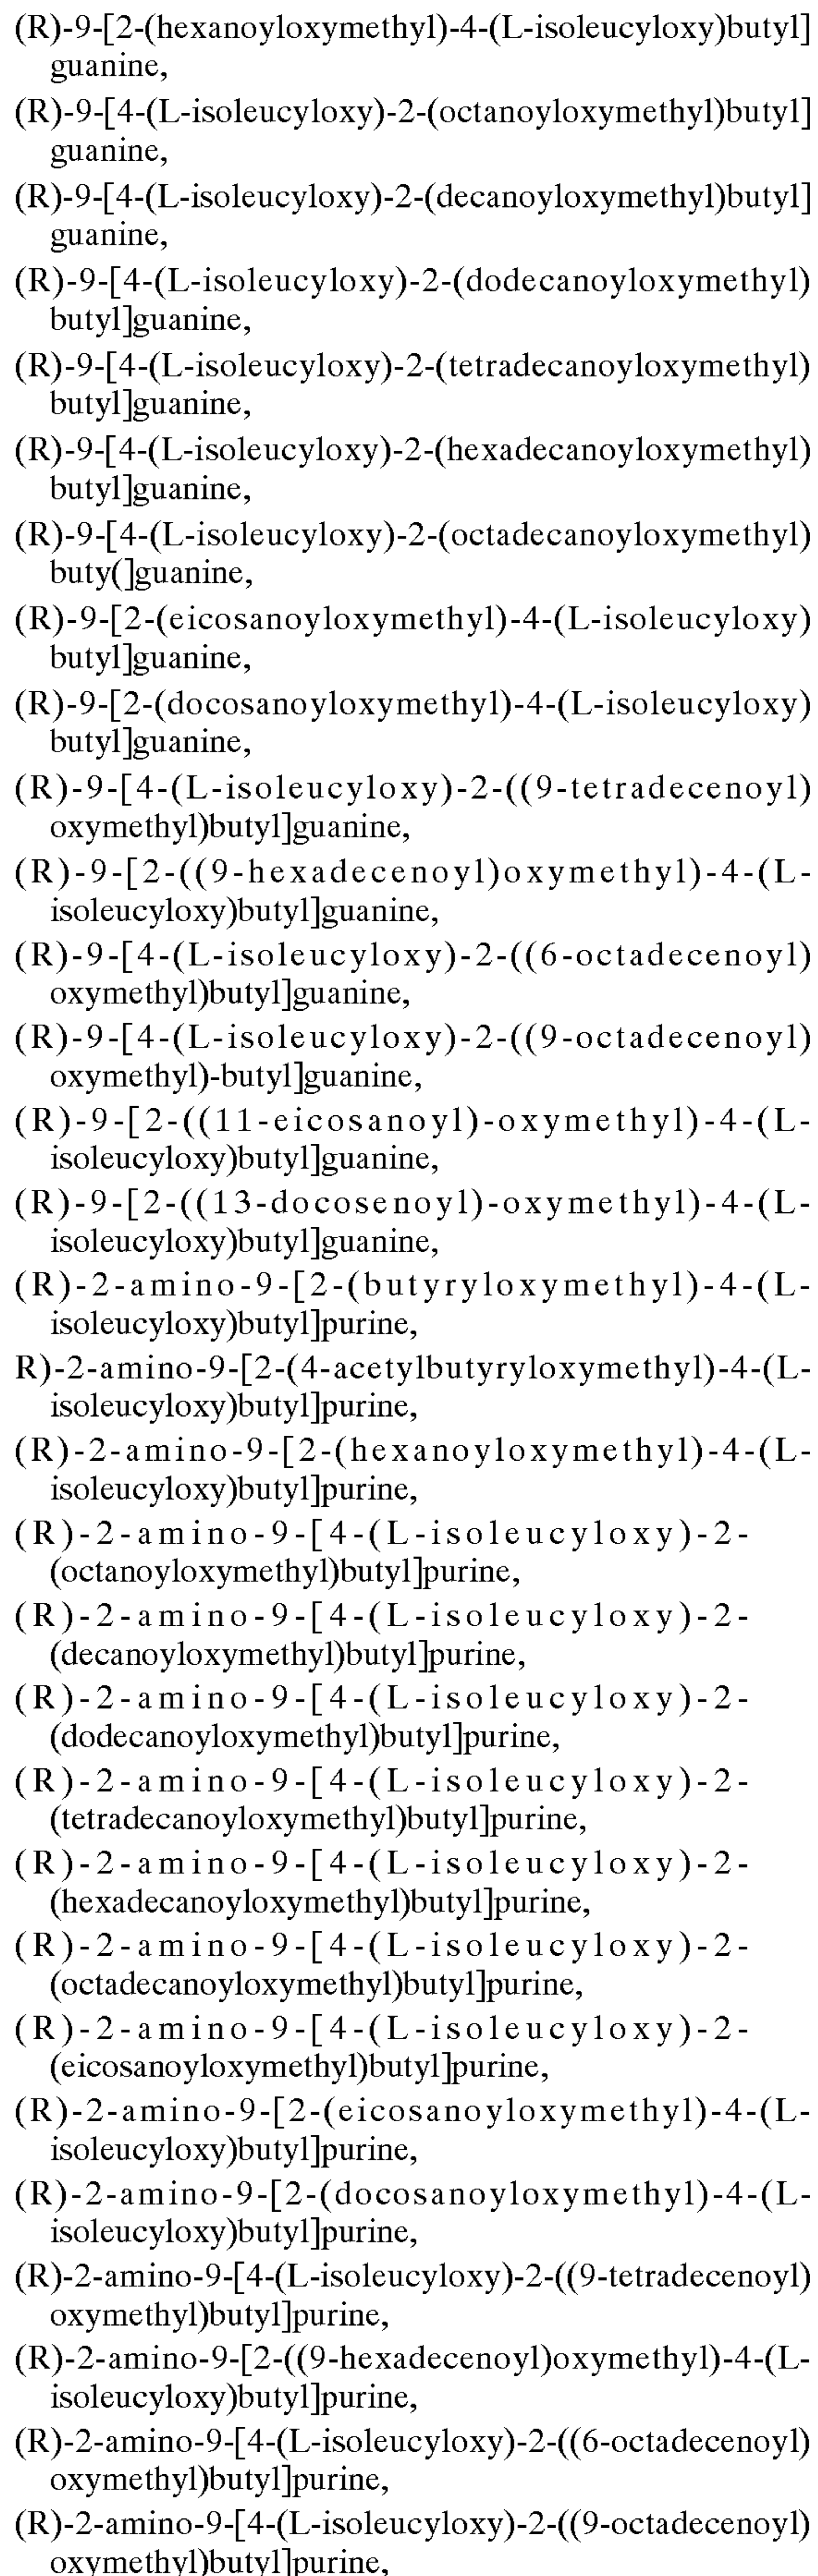 (R)-9-[2-(hexanoyloxymethyl)-4-(L-isoleucyloxy)butyl]
guanine,
(R)-9-[4-(L-isoleucyloxy)-2-(octanoyloxymethyl)butyl]
guanine,
(R)-9-[4-(L-isoleucyloxy)-2-(decanoyloxymethyl)butyl]
guanine,
(R)-9-[4-(L-isoleucyloxy)-2-(dodecanoyloxymethyl)
butyl]guanine,
(R)-9-[4-(L-isoleucyloxy)-2-(tetradecanoyloxymethyl)
butyl]guanine,
(R)-9-[4-(L-isoleucyloxy)-2-(hexadecanoyloxymethyl)
butyl]guanine,
(R)-9-[4-(L-isoleucyloxy)-2-(octadecanoyloxymethyl)
buty(]guanine,
(R)-9-[2-(eicosanoyloxymethyl)-4-(L-isoleucyloxy)
butyl]guanine,
(R)-9-[2-(docosanoyloxymethyl)-4-(L-isoleucyloxy)
butyl]guanine,
(R)-9-[4-(L-isoleucyloxy)-2-((9-tetradecenoyl)
oxymethyl)butyl]guanine,
(R)-9-[2-((9-hexadecenoyl)oxymethyl)-4-(L-
isoleucyloxy)butyl]guanine,
(R)-9-[4-(L-isoleucyloxy)-2-((6-octadecenoyl)
oxymethyl)butyl]guanine,
(R)-9-[4-(L-isoleucyloxy)-2-((9-octadecenoyl)
oxymethyl)-butyl]guanine,
(R)-9-[2-((11-eicosanoyl)-oxymethyl)-4-(L-
isoleucyloxy)butyl]guanine,
(R)-9-[2-((13-docosenoyl)-oxymethyl)-4-(L-
isoleucyloxy)butyl]guanine,
(R)-2-amino-9-[2-(butyryloxymethyl)-4-(L-
isoleucyloxy)butyl]purine,
R)-2-amino-9-[2-(4-acetylbutyryloxymethyl)-4-(L-
isoleucyloxy)butyl]purine,
(R)-2-amino-9-[2-(hexanoyloxymethyl)-4-(L-
isoleucyloxy)butyl]purine,
(R)-2-amino-9-[4-(L-isoleucyloxy)-2-
(octanoyloxymethyl)butyl]purine,
(R)-2-amino-9-[4-(L-isoleucyloxy)-2-
(decanoyloxymethyl)butyl]purine,
(R)-2-amino-9-[4-(L-isoleucyloxy)-2-
(dodecanoyloxymethyl)butyl]purine,
(R)-2-amino-9-[4-(L-isoleucyloxy)-2-
(tetradecanoyloxymethyl)butyl]purine,
(R)-2-amino-9-[4-(L-isoleucyloxy)-2-
(hexadecanoyloxymethyl)butyl]purine,
(R)-2-amino-9-[4-(L-isoleucyloxy)-2-
(octadecanoyloxymethyl)butyl]purine,
(R)-2-amino-9-[4-(L-isoleucyloxy)-2-
(eicosanoyloxymethyl)butyl]purine,
(R)-2-amino-9-[2-(eicosanoyloxymethyl)-4-(L-
isoleucyloxy)butyl]purine,
(R)-2-amino-9-[2-(docosanoyloxymethyl)-4-(L-
isoleucyloxy)butyl]purine,
(R)-2-amino-9-[4-(L-isoleucyloxy)-2-((9-tetradecenoyl)
oxymethyl)butyl]purine,
(R)-2-amino-9-[2-((9-hexadecenoyl)oxymethyl)-4-(L-
isoleucyloxy)butyl]purine,
(R)-2-amino-9-[4-(L-isoleucyloxy)-2-((6-octadecenoyl)
oxymethyl)butyl]purine,
(R)-2-amino-9-[4-(L-isoleucyloxy)-2-((9-octadecenoyl)
oxymethyl)butyl]purine,